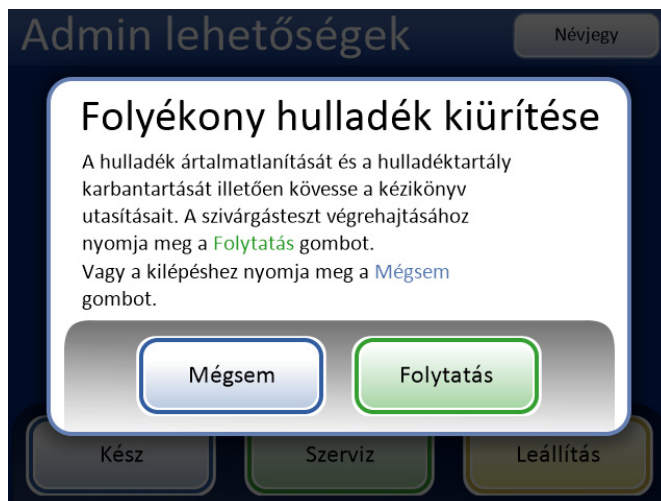 Admin lehetőségek
Névjegy
Folyékony hulladék kiürítése
A hulladék ártalmatlanítását és a hulladéktartály
karbantartását illetően kövesse a kézikönyv
utasításait. A szivárgásteszt végrehajtásához
nyomja meg a Folytatás gombot.
Vagy a kilépéshez nyomja meg a Mégsem
gombot.
Mégsem
Folytatás
Kész
Szerviz
Leállítás